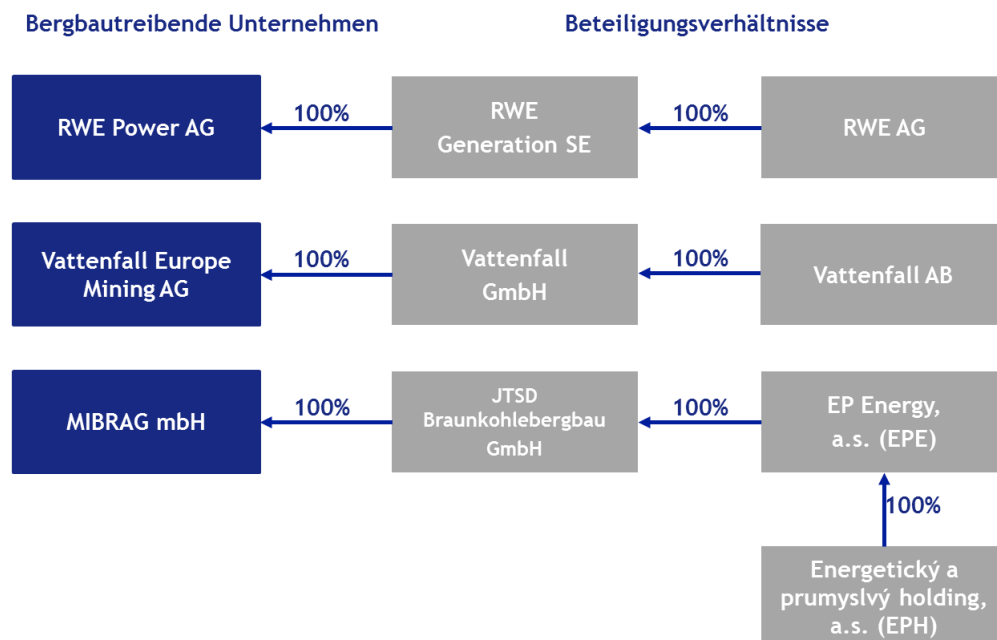 Bergbautreibende Unternehmen
Beteiligungsverhältnisse
RWE Power AG
100%
RWE
Generation SE
100%
RWE AG
Vattenfall Europe
Mining AG
100%
Vattenfall
GmbH
100%
Vattenfall AB
MIBRAG mbH
100%
JTSD
Braunkohlebergbau
GmbH
100%
EP Energy,
a.s. (EPE)
100%
Energetický a
prumyslvý holding,
a.s. (EPH)